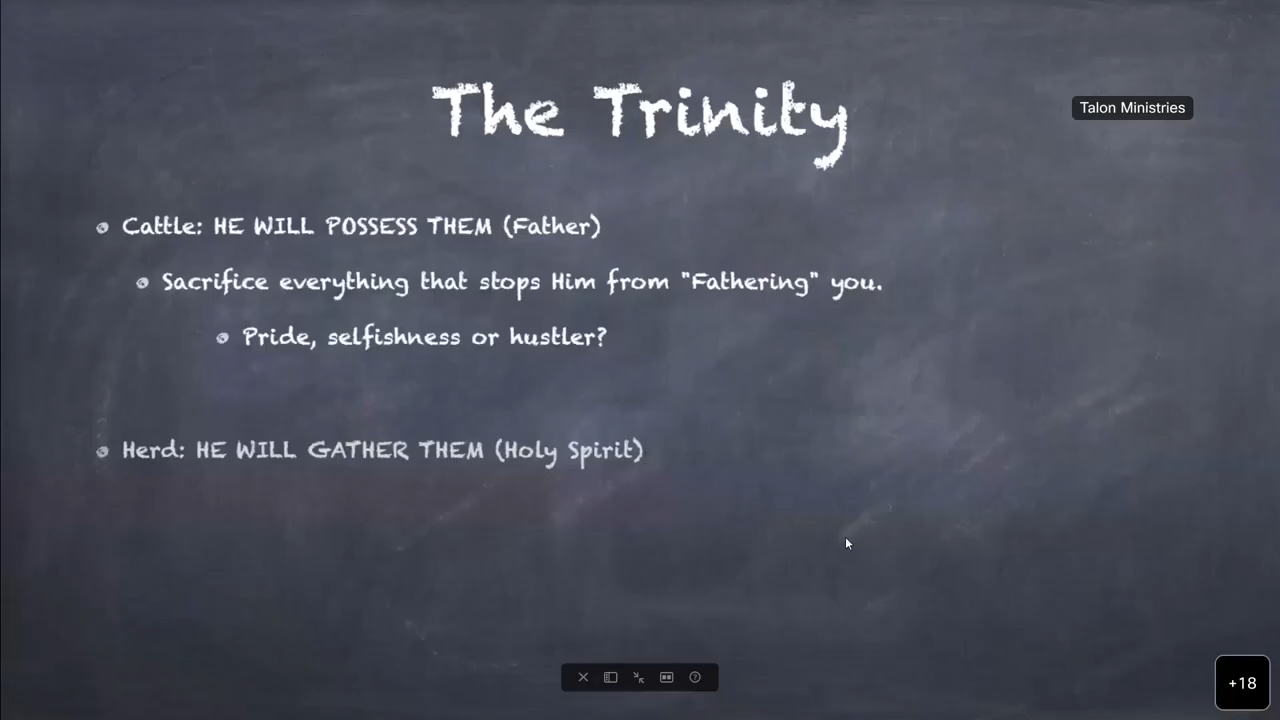 The Trinity
Talon Ministries
Cattle: HE WILL POSSESS THEM (Father)
Sacrifice everything that stops Him from "Fathering" you.
Pride, selfishness or hustler?
Herd: HE WILL GATHER THEM (Holy Spirit)
+18